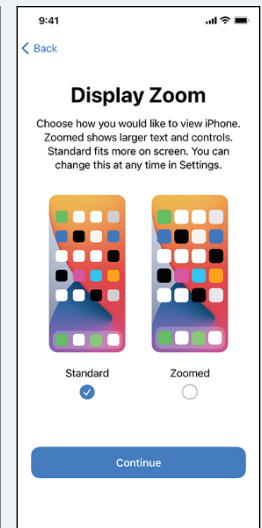 9:41
Back
Display Zoom
Choose how you would like to view iPhone.
Zoomed shows larger text and controls.
Standard fits more on screen. You can
change this at any time in Settings.
Standard
Zoomed
Continue